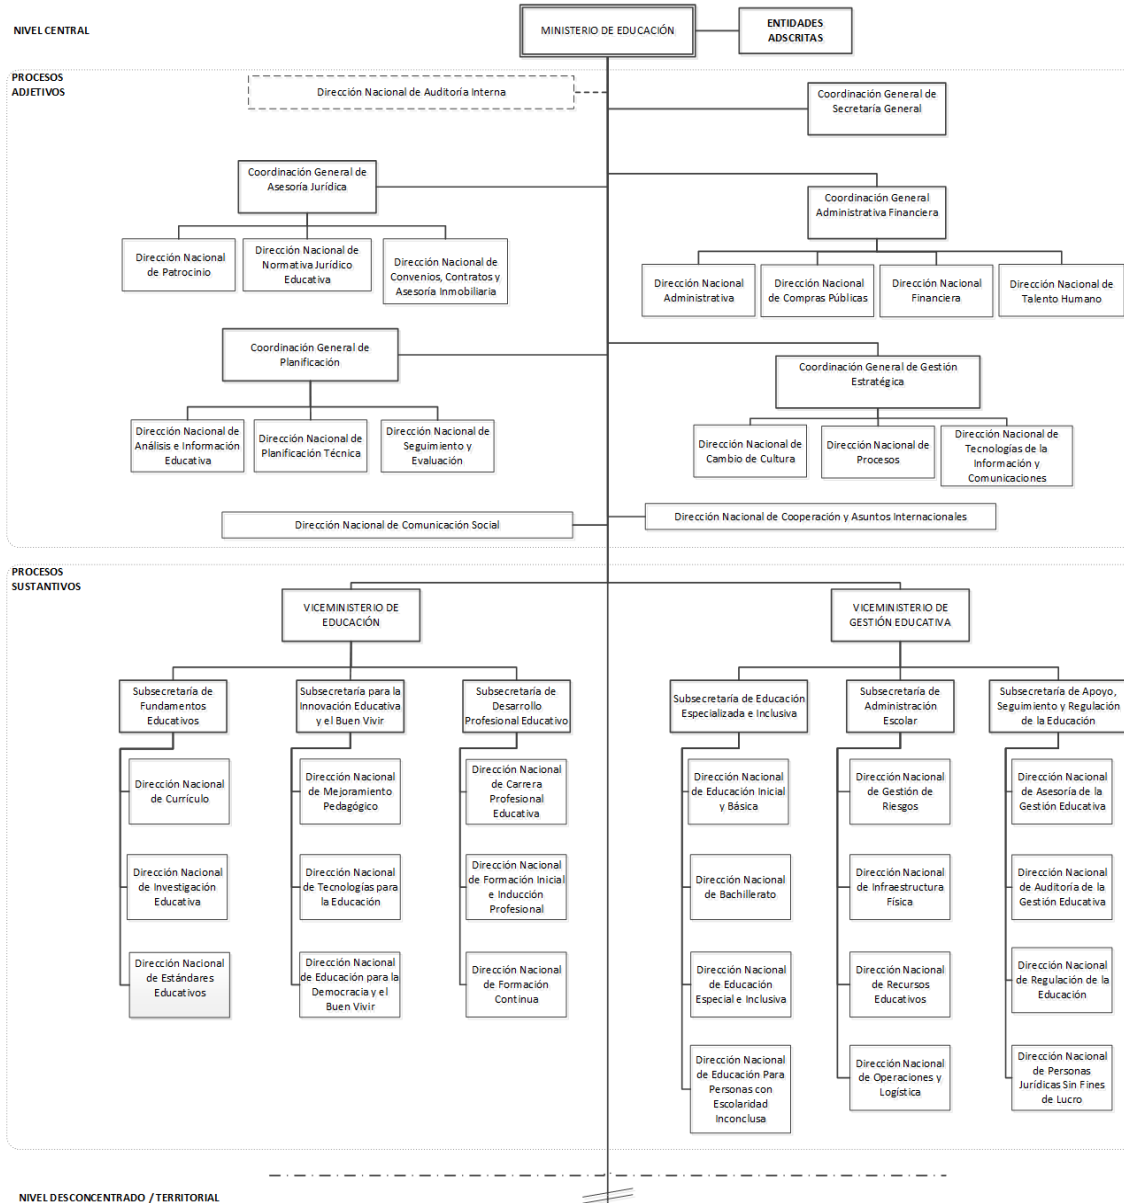 NIVEL CENTRAL
MINISTERIO DE EDUCACIÓN
ENTIDADES
ADSCRITAS
PROCESOS
ADJETIVOS
Dirección Nacional de Auditoría Interna
Coordinación General de
Secretaría General
Coordinación General de
Asesoría Jurídica
Coordinación General
Administrativa Financiera
Dirección Nacional
de Patrocinio
Dirección Nacional de
Normativa Jurídico
Educativa
Dirección Nacional de
Convenios, Contratos y
Asesoría Inmobiliaria
Dirección Nacional
Administrativa
Dirección Nacional
de Compras Públicas
Dirección Nacional
Financiera
Dirección Nacional de
Talento Humano
Coordinación General de
Planificación
Coordinación General de Gestión
Estratégica
Dirección Nacional de
Análisis e Información
Educativa
Dirección Nacional de
Planificación Técnica
Dirección Nacional de
Seguimiento y
Evaluación
Dirección Nacional de
Cambio de Cultura
Dirección Nacional de
Procesos
Dirección Nacional de
Tecnologías de la
Información y
Comunicaciones
Dirección Nacional de Comunicación Social
Dirección Nacional de Cooperación y Asuntos Internacionales
PROCESOS
SUSTANTIVOS
VICEMINISTERIO DE
EDUCACIÓN
VICEMINISTERIO DE
GESTIÓN EDUCATIVA
Subsecretaría de
Fundamentos
Educativos
Subsecretaría para la
Innovación Educativa
y el Buen Vivir
Subsecretaría de
Desarrollo
Profesional Educativo
Subsecretaría de Educación
Especializada e Inclusiva
Subsecretaría de
Administración
Escolar
Subsecretaría de Apoyo,
Seguimiento y Regulación
de la Educación
Dirección Nacional
de Currículo
Dirección Nacional
de Mejoramiento
Pedagógico
Dirección Nacional
de Carrera
Profesional
Educativa
Dirección Nacional
de Educación Inicial
y Básica
Dirección Nacional
de Gestión de
Riesgos
Dirección Nacional
de Asesoría de la
Gestión Educativa
Dirección Nacional
de Investigación
Educativa
Dirección Nacional
de Tecnologías para
la Educación
Dirección Nacional
de Formación Inicial
e Inducción
Profesional
Dirección Nacional
de Bachillerato
Dirección Nacional
de Infraestructura
Física
Dirección Nacional
de Auditoría de la
Gestión Educativa
Dirección Nacional
de Estándares
Educativos
Dirección Nacional
de Educación para la
Democracia y el
Buen Vivir
Dirección Nacional
de Formación
Continua
Dirección Nacional
de Educación
Especial e Inclusiva
Dirección Nacional
de Recursos
Educativos
Dirección Nacional
de Regulación de la
Educación
Dirección Nacional
de Educación Para
Personas con
Escolaridad
Inconclusa
Dirección Nacional
de Operaciones y
Logística
Dirección Nacional
de Personas
Jurídicas Sin Fines
de Lucro
NIVEL DESCONCENTRADO / TERRITORIAL